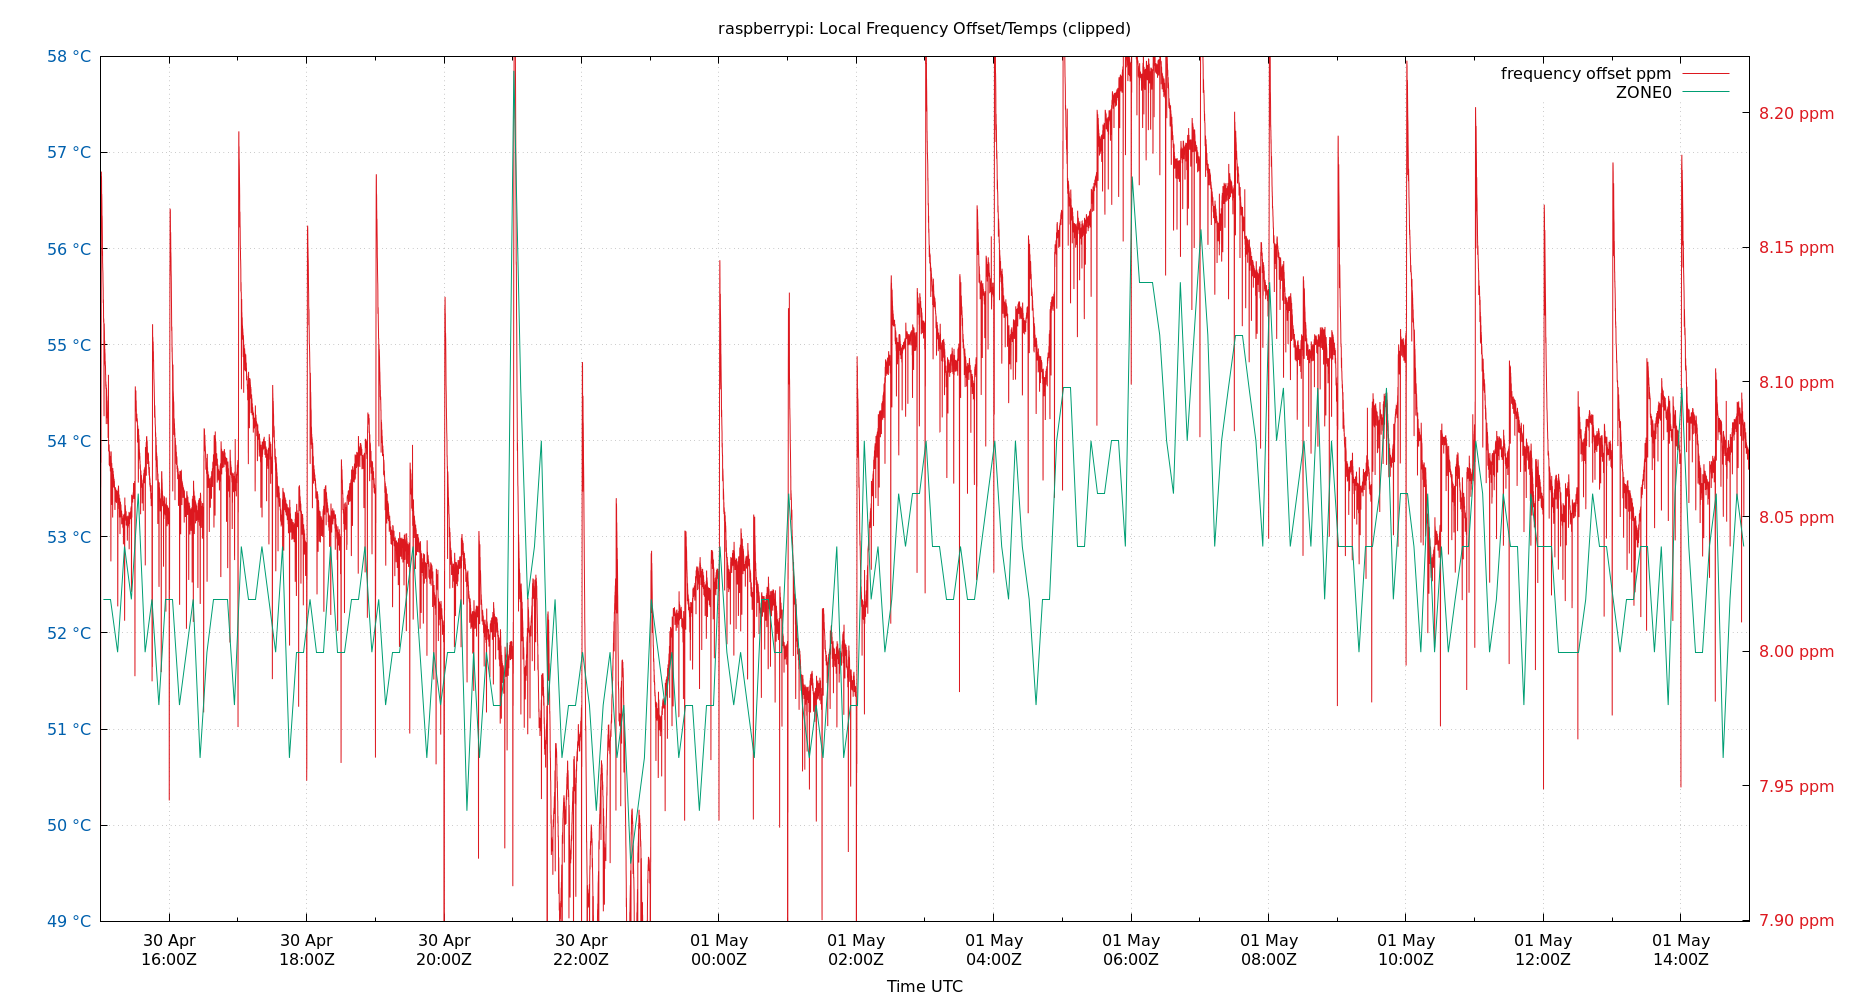 raspberrypi: Local Frequency Offset/Temps (clipped)
58 °C
57 °C
56 °C
55 °C
54 °C
53 °C
52 °C
51 °C
50 °C
49 °C
frequency offset ppm
ZONE0
8.20 ppm
8.15 ppm
8.10 ppm
8.05 ppm
8.00 ppm
7.95 ppm
7.90 ppm
30 Apr
16:00Z
30 Apr
18:00Z
30 Apr
20:00Z
30 Apr
22:00Z
01 May
00:00Z
01 May
02:00Z
01 May
04:00Z
01 May
06:00Z
01 May
08:00Z
01 May
10:00Z
01 May
12:00Z
01 May
14:00Z
Time UTC